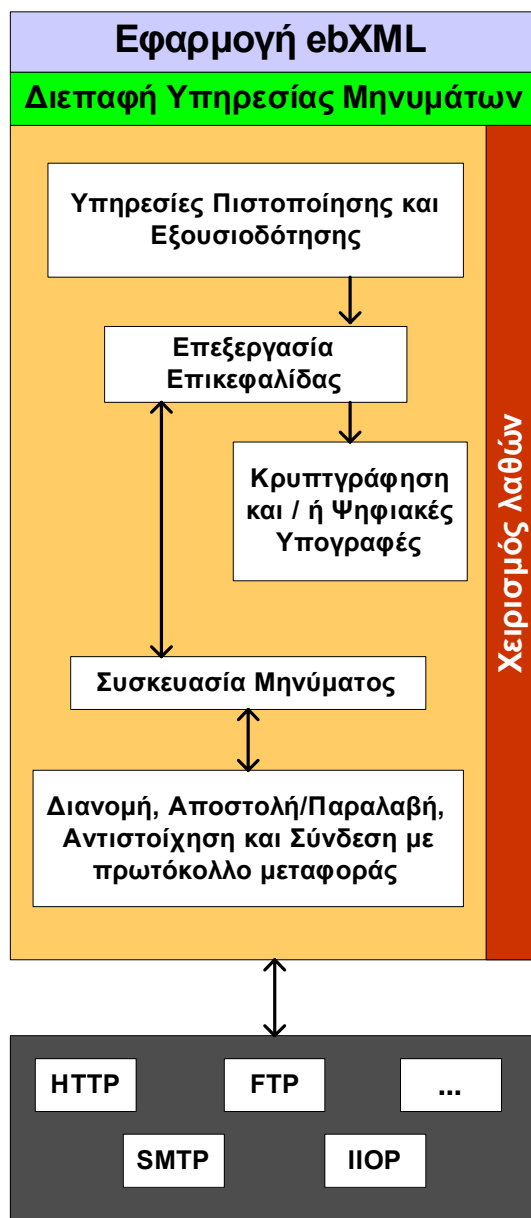 Εφαρμογή ebXML
Διεπαφή Υπηρεσίας Μηνυμάτων
Υπηρεσίες Πιστοποίησης και
Εξουσιοδότησης
Επεξεργασία
Επικεφαλίδας
Κρυπτγράφηση
και / ή Ψηφιακές
Υπογραφές
Χειρισμός λαθών
Συσκευασία Μηνύματος
Διανομή, Αποστολή/Παραλαβή,
Αντιστοίχηση και Σύνδεση με
πρωτόκολλο μεταφοράς
HTTP
FTP
...
SMTP
IIOP